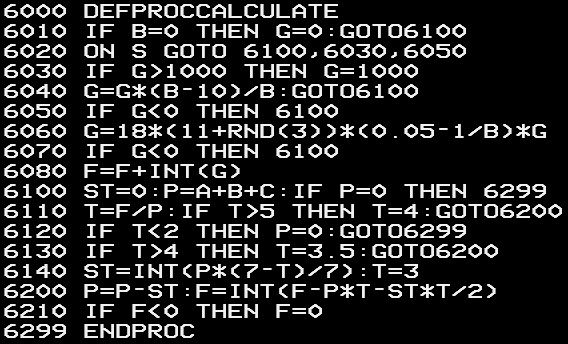 6000 DEFPROCCALCULATE
6010 IF B=0 THEN G=0:GOTO6100
6020 ON S GOTO 6100,6030,6050
6030 IF G>1000 THEN G=1000
6040 G=G*(B-10)/B:GOTO6100
6050 IF G<0 THEN 6100
6060 G=18*(11+RND(3))*(0.05-1/B)*G
6070 IF G<0 THEN 6100
6080 F=F+INT(G)
6100 ST=0:P=A+B+C:IF P=0 THEN 6299
6110 T=F/P:IF T>5 THEN T=4:GOTO6200
6120 IF T<2 THEN P=0:GOTO6299
6130 IF T>4 THEN T=3.5:GOTO6200
6140 ST=INT(P*(7-T)/7):T=3
6200 P=P-ST:F=INT(F-P*T-ST*T/2)
6210 IF F<0 THEN F=0
6299 ENDPROC